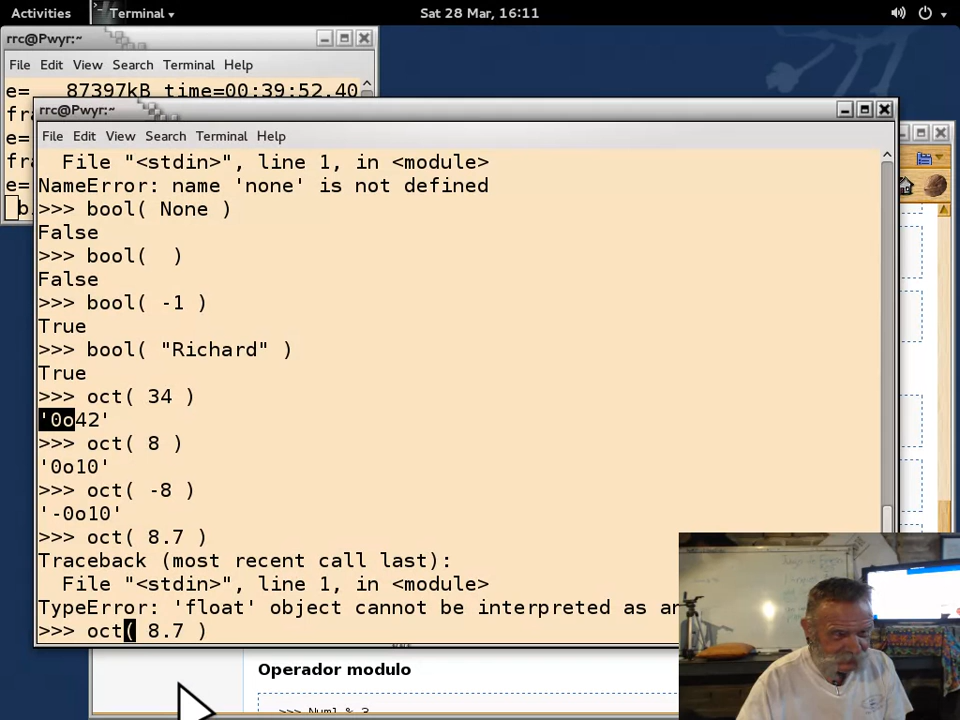 Activities
Terminal
Sat 28 Mar, 16:11
rrc@Pwyr:~
File Edit View Search Terminal Help
e= 87397kB time=00:39:52.40
fra
e=
fra
e=
b
rrc@Pwyr:~
File Edit View Search Terminal Help
File "<stdin>", line 1, in <module>
NameError: name 'none' is not defined
>>> bool( None )
False
>>> bool(  )
False
>>> bool( -1 )
True
>>> bool( "Richard" )
True
>>> oct( 34 )
'0o42'
>>> oct( 8 )
'0o10'
>>> oct( -8 )
'-0o10'
>>> oct( 8.7 )
Traceback (most recent call last):
File "<stdin>", line 1, in <module>
TypeError: 'float' object cannot be interpreted as an
>>> oct( 8.7 )
Operador modulo
>>> Num1 % 3